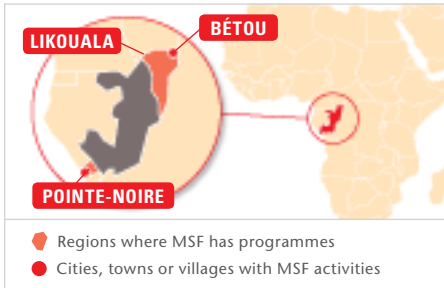 BÉTOU
LIKOUALA
POINTE-NOIRE
Regions where MSF has programmes
Cities, towns or villages with MSF activities